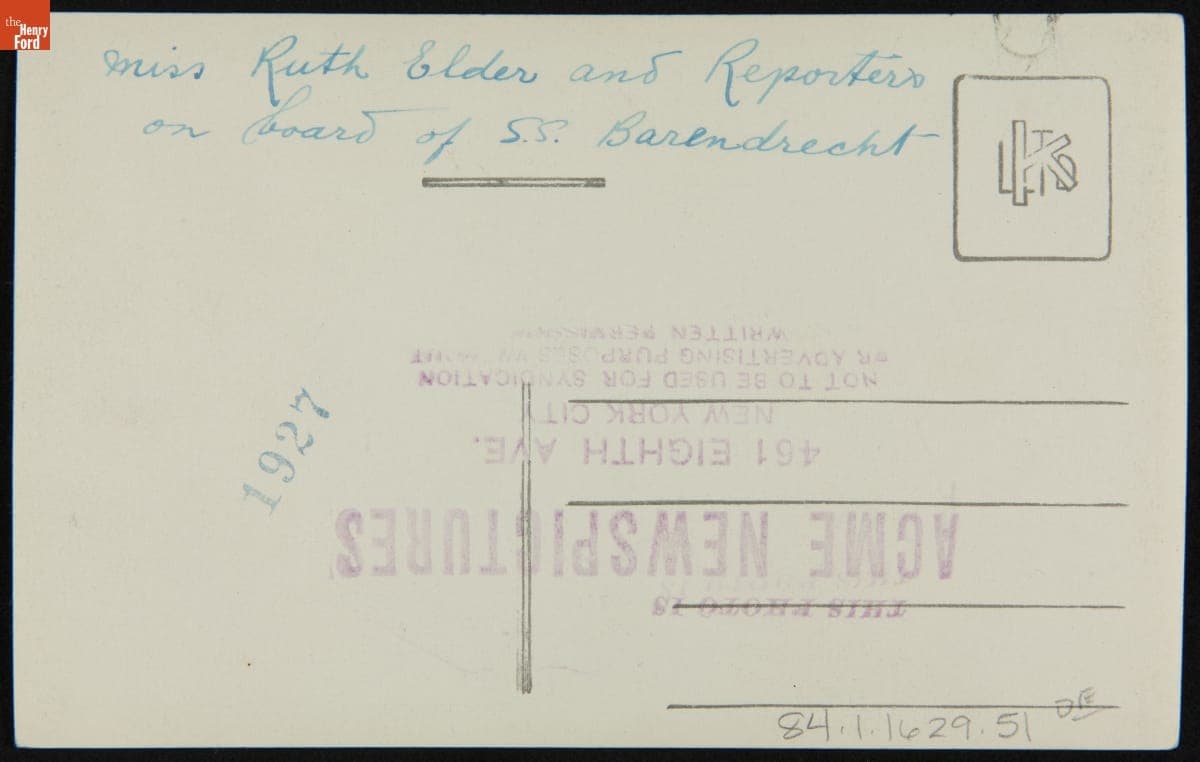 the
Henry
Ford
Miss Ruth Elder and Reporters
on board of S.S. Barendrecht
1927
THIS PHOTO IS
ACME NEWSPICTURES
461 EIGHTH AVE.
NEW YORK CITY
NOT TO BE USED FOR SYNDICATION
OR ADVERTISING PURPOSES
WRITTEN
84.1.1629.51